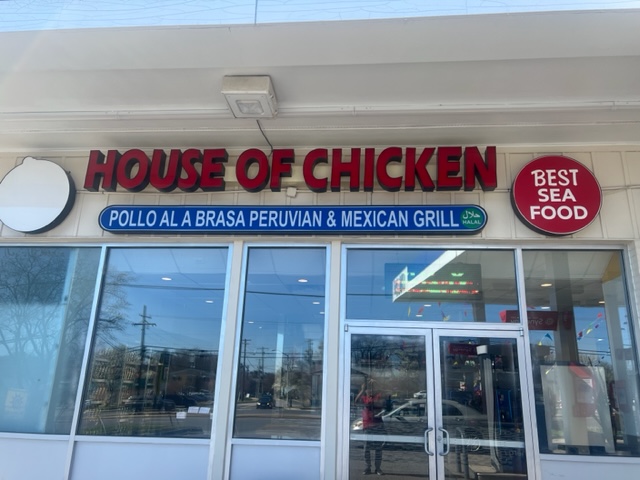 HOUSE OF CHICKEN
POLLO AL A BRASA PERUVIAN & MEXICAN GRILL
حلال
HALAL
BEST
SEA
FOOD